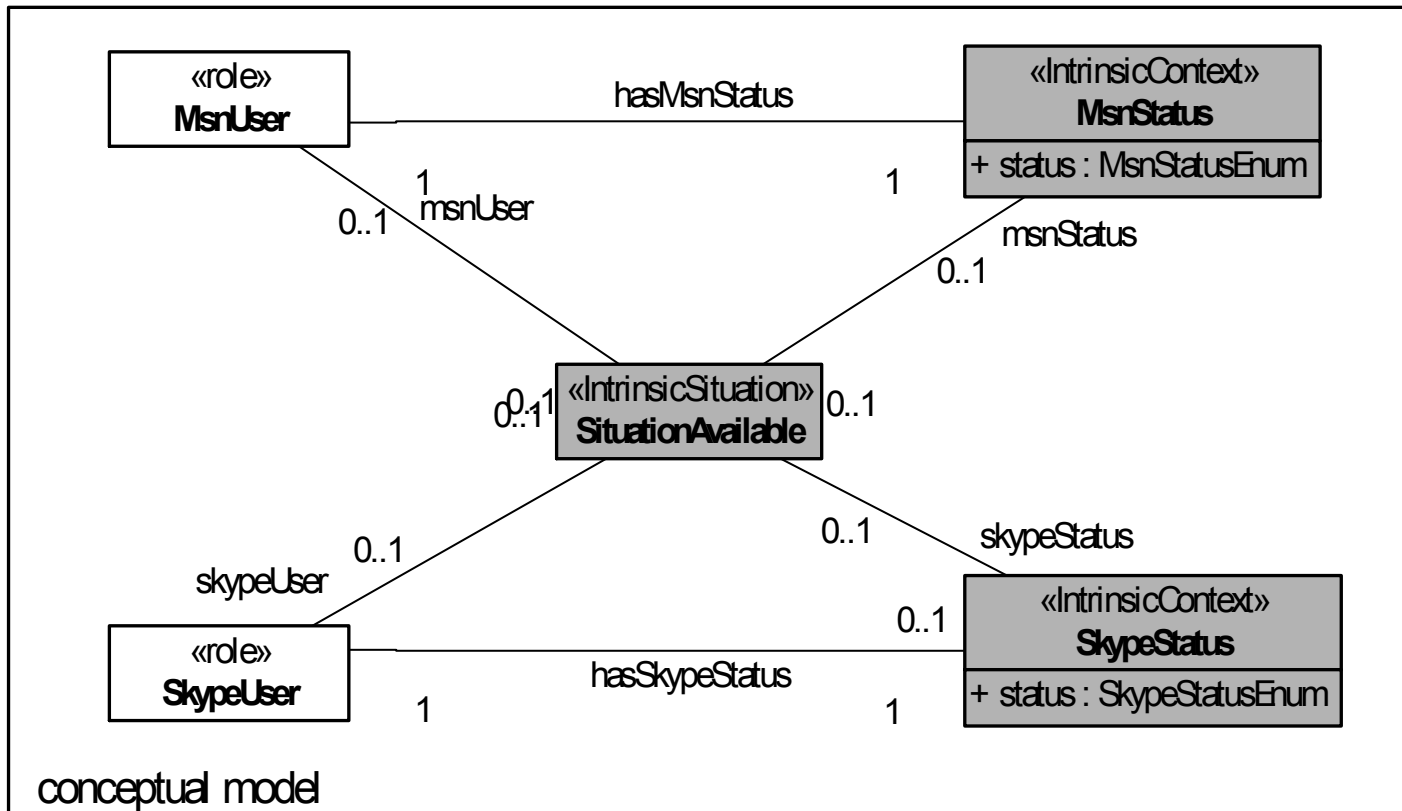 «role»
MsnUser
hasMsnStatus
«IntrinsicContext»
MsnStatus
+ status : MsnStatusEnum
1
1
msnUser
0..1
msnStatus
0..1
«IntrinsicSituation»
SituationAvailable
0..1
0..1
0..1
0..1
0..1
skypeStatus
skypeUser
«role»
SkypeUser
hasSkypeStatus
0..1
«IntrinsicContext»
SkypeStatus
+ status : SkypeStatusEnum
1
1
conceptual model